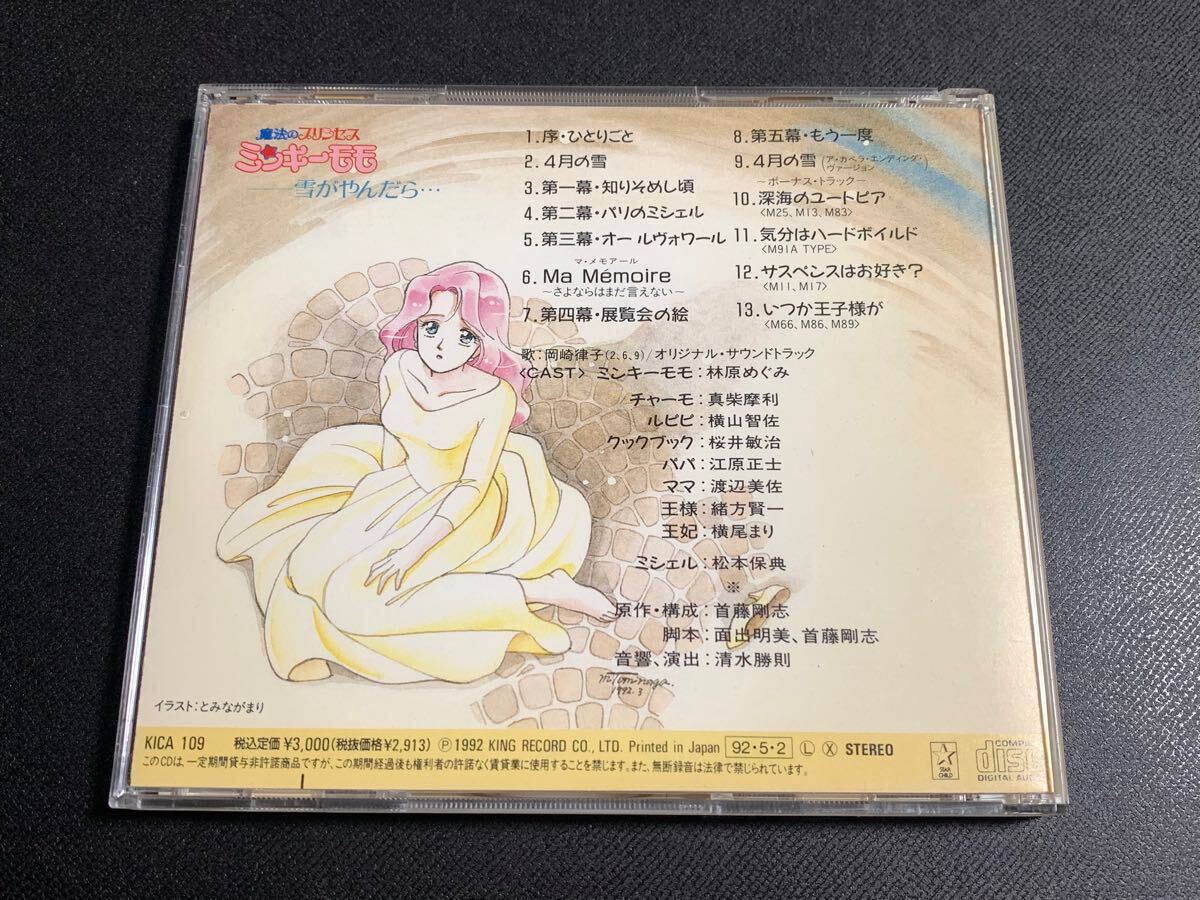 魔法のプリンセス
ミンキーモモ
──雪がやんだら…
1.序・ひとりごと
2.4月の雪
3.第一幕・知りそめし頃
4.第二幕・パリのミシェル
5.第三幕・オールヴォワール
マ・メモアール
6.Ma Mémoire
～さよならはまだ言えない～
7.第四幕・展覧会の絵
8.第五幕・もう一度
9.4月の雪(ア・カペラ・エンディング・ヴァージョン)
～ボーナス・トラック～
10.深海のユートピア
〈M25、M13、M83〉
11.気分はハードボイルド
〈M91A TYPE〉
12.サスペンスはお好き?
〈M11、M17〉
13.いつか王子様が
〈M66、M86、M89〉
歌:岡崎律子(2、6、9)/オリジナル・サウンドトラック
〈CAST〉 ミンキーモモ:林原めぐみ
チャーモ:真柴摩利
ルピピ:横山智佐
クックブック:桜井敏治
パパ:江原正士
ママ:渡辺美佐
王様:緒方賢一
王妃:横尾まり
ミシェル:松本保典
※
原作・構成:首藤剛志
脚本:面出明美、首藤剛志
音響、演出:清水勝則
M Tominaga.
1992.3
イラスト:とみながまり
KICA 109 税込定価¥3,000(税抜価格¥2,913) Ⓟ1992 KING RECORD CO., LTD. Printed in Japan 92・5・2 Ⓛ Ⓧ STEREO
このCDは、一定期間貸与非許諾商品ですが、この期間経過後も権利者の許諾なく賃貸業に使用することを禁じます。また、無断録音は法律で禁じられています。
STAR
CHILD
COMPA
disc
DIGITAL AUD